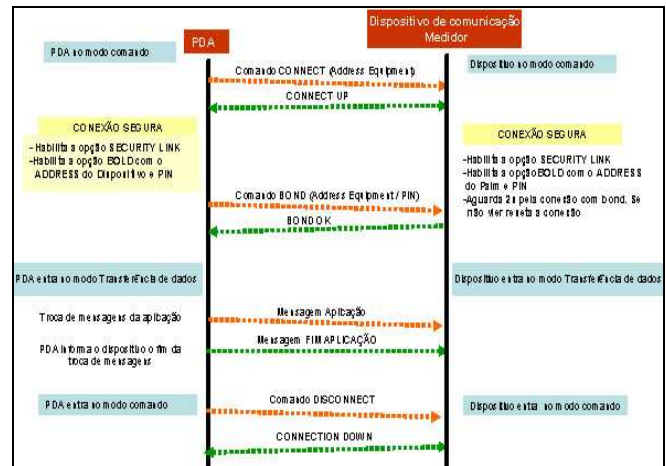 Dispositivo de comunicação
Medidor
PDA
PDA no modo comando
Dispositivo no modo comando
Comando CONNECT (Address Equipment)
CONNECT UP
CONEXÃO SEGURA
-Habilita a opção SECURITY LINK
-Habilita a opção BOLD com o
ADDRESS do Dispositivo e PIN
CONEXÃO SEGURA
-Habilita a opção SECURITY LINK
-Habilita a opção BOLD com o ADDRESS
do Palm e PIN
-Aguarda 2s pela conexão com bond. Se
não vier reseta a conexão
Comando BOND (Address Equipment / PIN)
BOND OK
PDA entra no modo Transferência de dados
Dispositivo entra no modo Transferência de dados
Troca de mensagens da aplicação
Mensagem Aplicação
PDA informa o dispositivo o fim da
troca de mensagens
Mensagem FIM APLICAÇÃO
PDA entra no modo comando
Comando DISCONNECT
Dispositivo entra no modo comando
CONNECTION DOWN